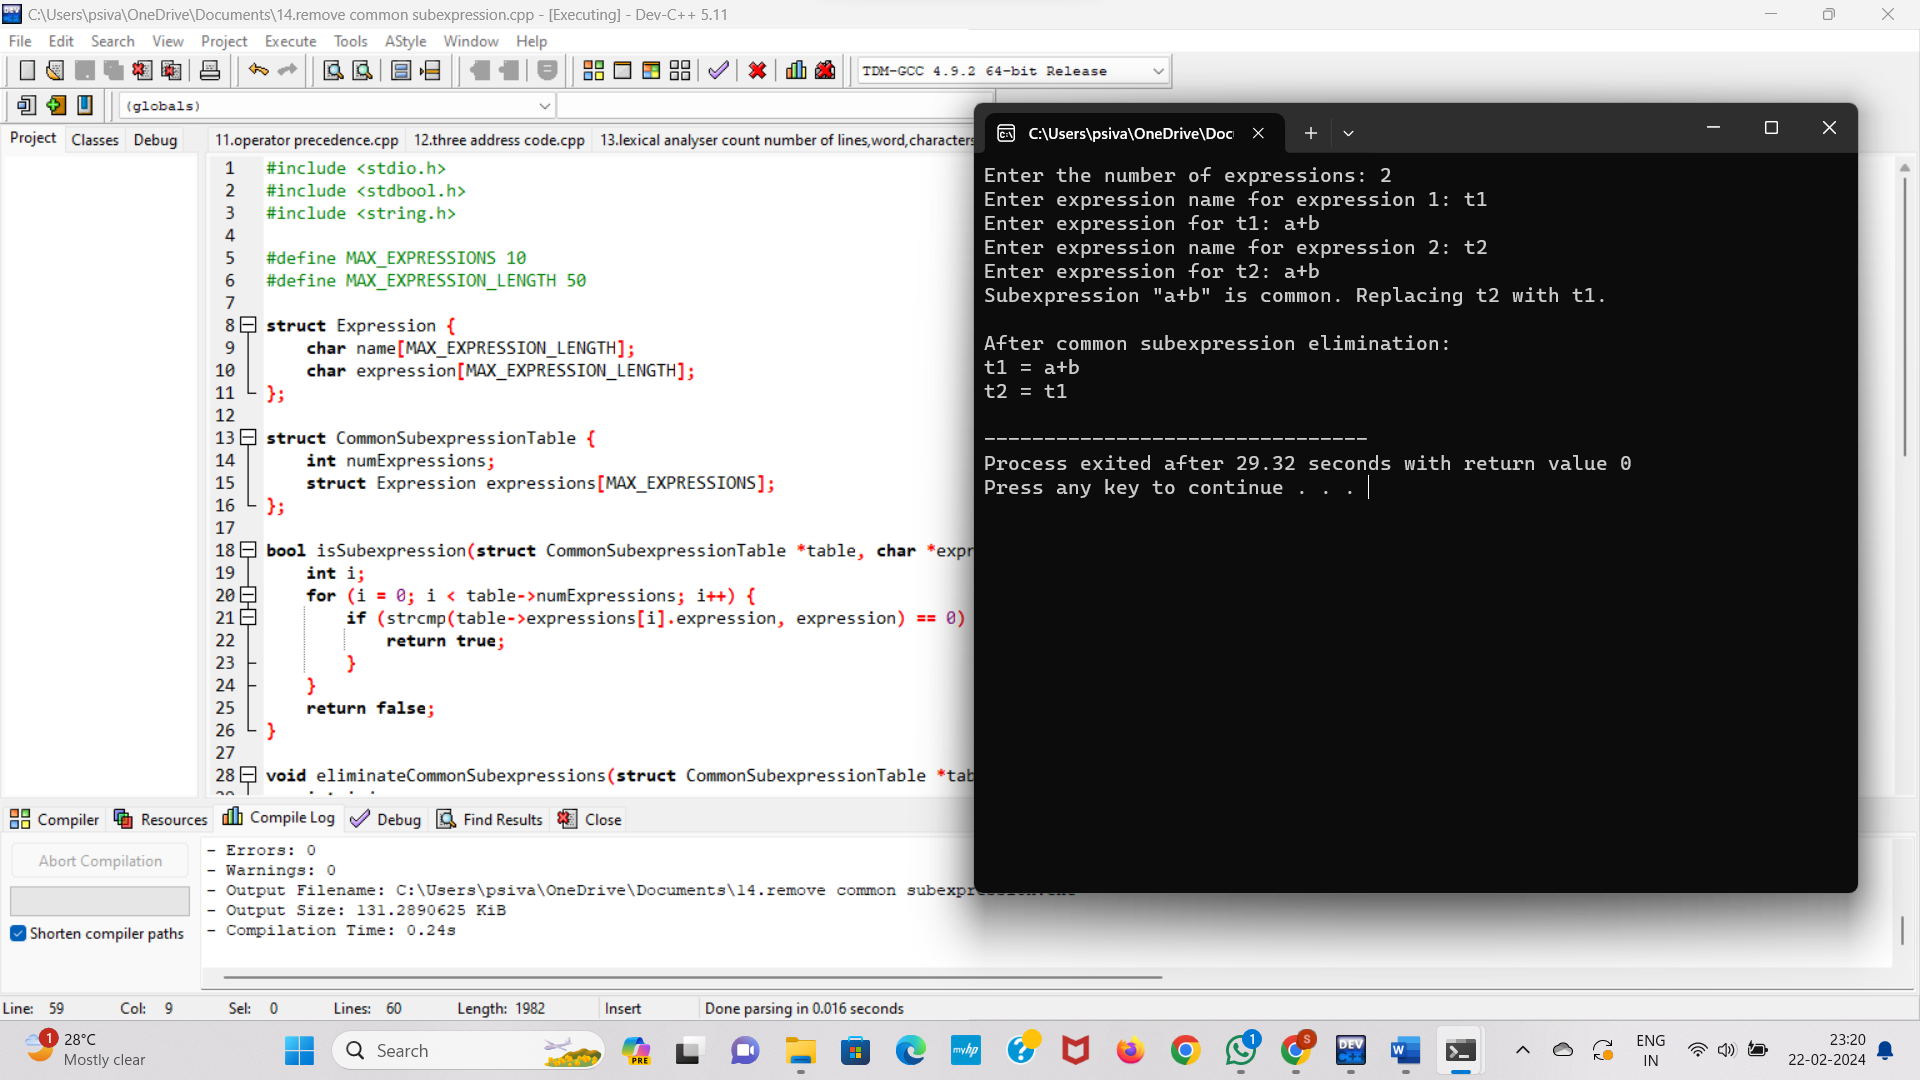 C:\Users\psiva\OneDrive\Documents\14.remove common subexpression.cpp - [Executing] - Dev-C++ 5.11
File Edit Search View Project Execute Tools AStyle Window Help
TDM-GCC 4.9.2 64-bit Release
(globals)
Project Classes Debug
11.operator precedence.cpp 12.three address code.cpp 13.lexical analyser count number of lines,word,characters
1 #include <stdio.h>
2 #include <stdbool.h>
3 #include <string.h>
4
5 #define MAX_EXPRESSIONS 10
6 #define MAX_EXPRESSION_LENGTH 50
7
8 struct Expression {
9 char name[MAX_EXPRESSION_LENGTH];
10 char expression[MAX_EXPRESSION_LENGTH];
11 };
12
13 struct CommonSubexpressionTable {
14 int numExpressions;
15 struct Expression expressions[MAX_EXPRESSIONS];
16 };
17
18 bool isSubexpression(struct CommonSubexpressionTable *table, char *expr
19 int i;
20 for (i = 0; i < table->numExpressions; i++) {
21 if (strcmp(table->expressions[i].expression, expression) == 0)
22 return true;
23 }
24 }
25 return false;
26 }
27
28 void eliminateCommonSubexpressions(struct CommonSubexpressionTable *tab
C:\Users\psiva\OneDrive\Doc
Enter the number of expressions: 2
Enter expression name for expression 1: t1
Enter expression for t1: a+b
Enter expression name for expression 2: t2
Enter expression for t2: a+b
Subexpression "a+b" is common. Replacing t2 with t1.
After common subexpression elimination:
t1 = a+b
t2 = t1
--------------------------------
Process exited after 29.32 seconds with return value 0
Press any key to continue . . .
Compiler Resources Compile Log Debug Find Results Close
Abort Compilation
Shorten compiler paths
- Errors: 0
- Warnings: 0
- Output Filename: C:\Users\psiva\OneDrive\Documents\14.remove common subexpression.exe
- Output Size: 131.2890625 KiB
- Compilation Time: 0.24s
Line: 59 Col: 9 Sel: 0 Lines: 60 Length: 1982 Insert Done parsing in 0.016 seconds
1
28°C
Mostly clear
Search
PRE
myhp
1
S
DEV
ENG
IN
23:20
22-02-2024